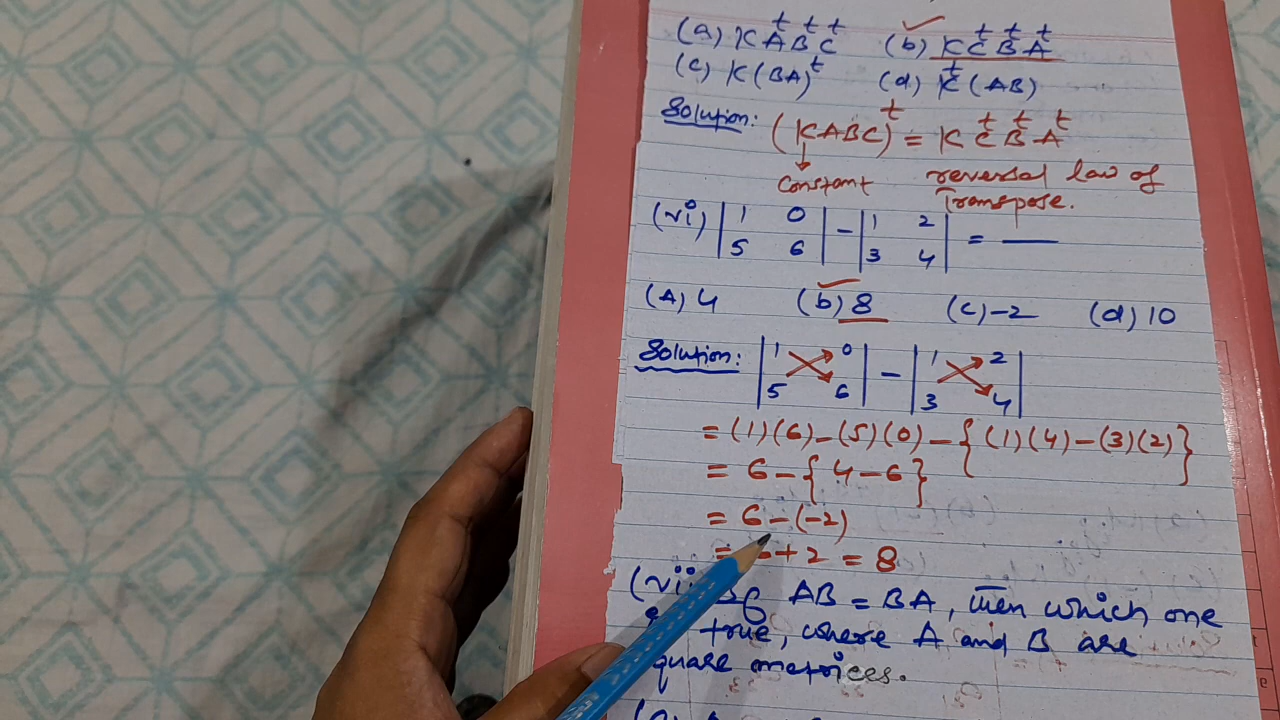 (a) KAᵗBᵗCᵗ (b) KCᵗBᵗAᵗ
(c) K(BA)ᵗ (d) Kᵗ(AB)
Solution: (KABC)ᵗ = KCᵗBᵗAᵗ
Constant reversal law of
Transpose.
(vi) | 1 0 | - | 1 2 | = ___
| 5 6 | | 3 4 |
(A) 4 (b) 8 (c) -2 (d) 10
Solution: | 1 0 | - | 1 2 |
| 5 6 | | 3 4 |
= (1)(6) - (5)(0) - {(1)(4) - (3)(2)}
= 6 - {4 - 6}
= 6 - (-2)
= + 2 = 8
(vii AB = BA, then which one
true, where A and B are
quare matrices.